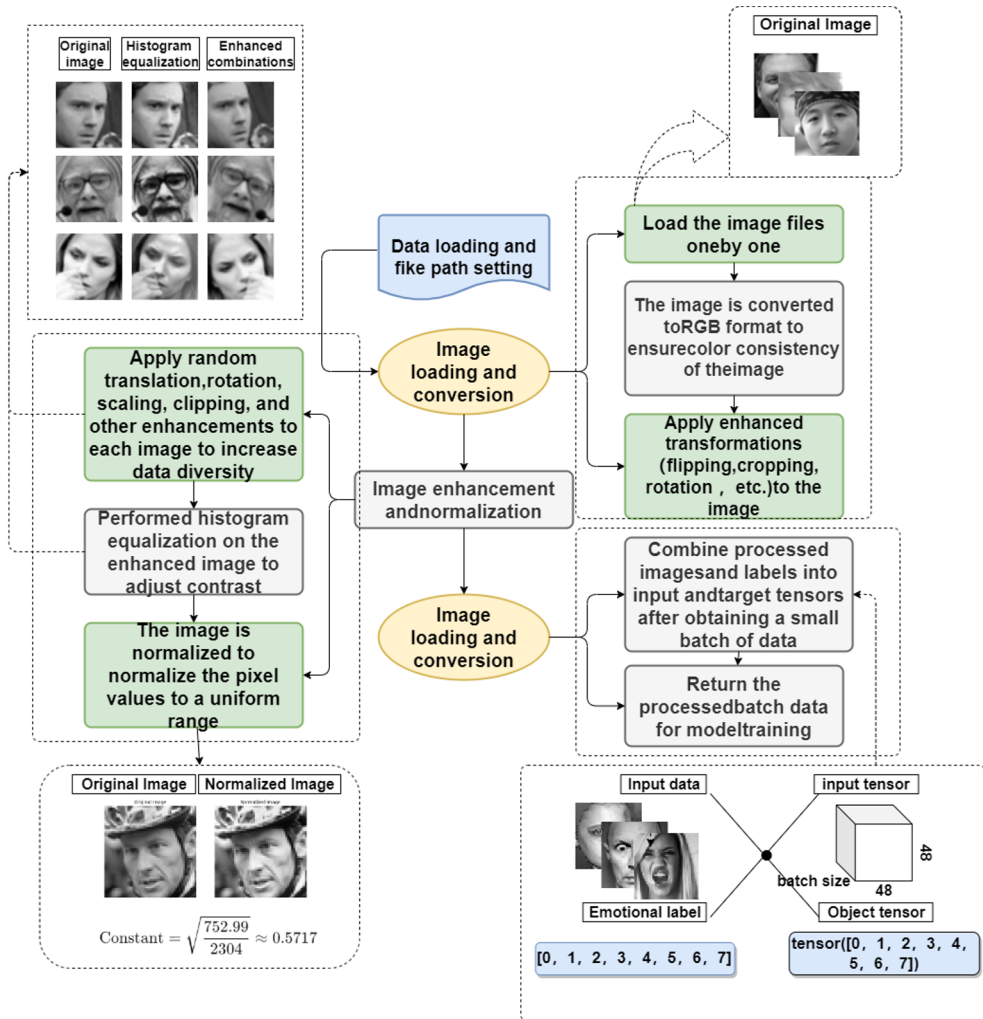 Original Image
Original
image
Histogram
equalization
Enhanced
combinations
Data loading and
fike path setting
Load the image files
oneby one
The image is converted
toRGB format to
ensurecolor consistency
of theimage
Apply enhanced
transformations
(flipping,cropping,
rotation , etc.)to the
image
Image
loading and
conversion
Apply random
translation,rotation,
scaling, clipping, and
other enhancements to
each image to increase
data diversity
Image enhancement
andnormalization
Performed histogram
equalization on the
enhanced image to
adjust contrast
The image is
normalized to
normalize the pixel
values to a uniform
range
Image
loading and
conversion
Combine processed
imagesand labels into
input andtarget tensors
after obtaining a small
batch of data
Return the
processedbatch data
for modeltraining
Original Image
Normalized Image
Original Image
Normalized Image
Constant = √(752.99/2304) ≈ 0.5717
Input data
input tensor
48
batch size
48
Emotional label
Object tensor
[0, 1, 2, 3, 4, 5, 6, 7]
tensor([0, 1, 2, 3, 4,
5, 6, 7])